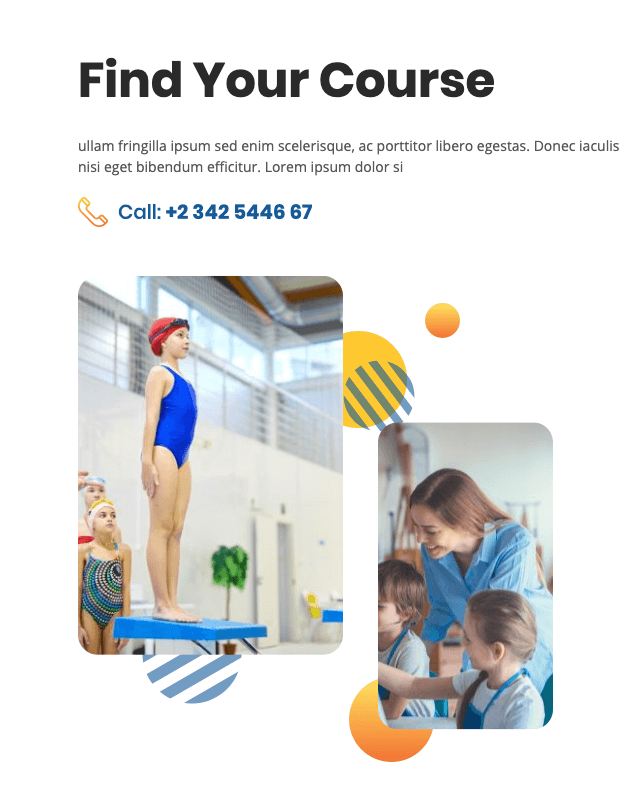 Find Your Course
ullam fringilla ipsum sed enim scelerisque, ac porttitor libero egestas. Donec iaculis
nisi eget bibendum efficitur. Lorem ipsum dolor si
Call: +2 342 5446 67